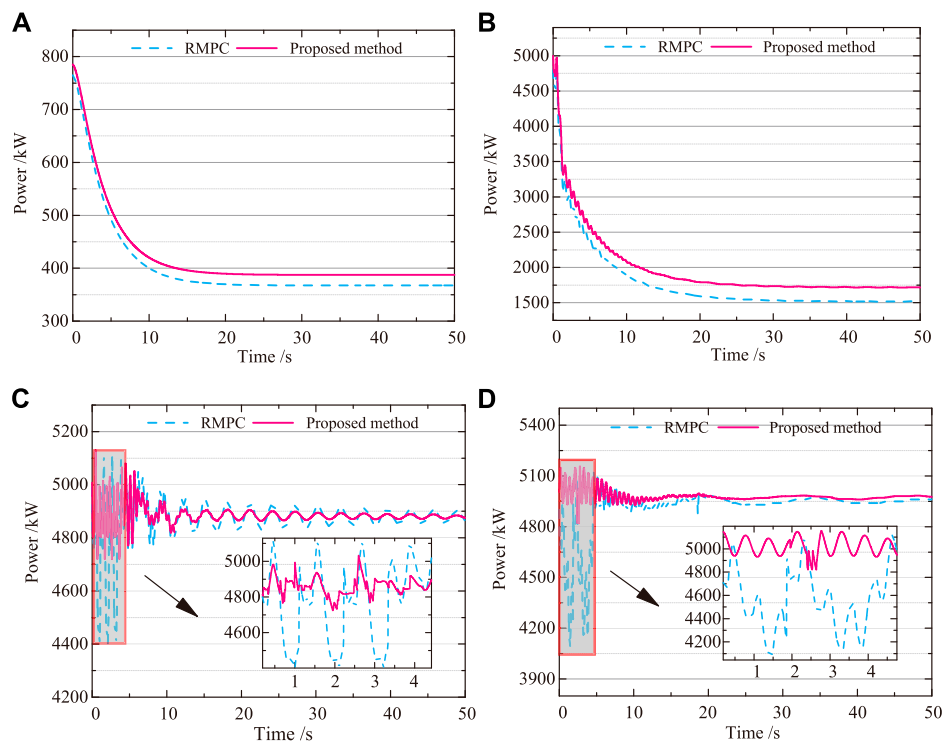 A
RMPC Proposed method
800
700
600
500
400
300
Power /kW
0 10 20 30 40 50
Time /s
B
RMPC Proposed method
5000
4500
4000
3500
3000
2500
2000
1500
Power /kW
0 10 20 30 40 50
Time /s
C
RMPC Proposed method
5200
5000
4800
4600
4400
4200
Power /kW
0 10 20 30 40 50
Time /s
5000
4800
4600
1 2 3 4
D
RMPC Proposed method
5400
5100
4800
4500
4200
3900
Power /kW
0 10 20 30 40 50
Time /s
5000
4800
4600
4400
4200
1 2 3 4